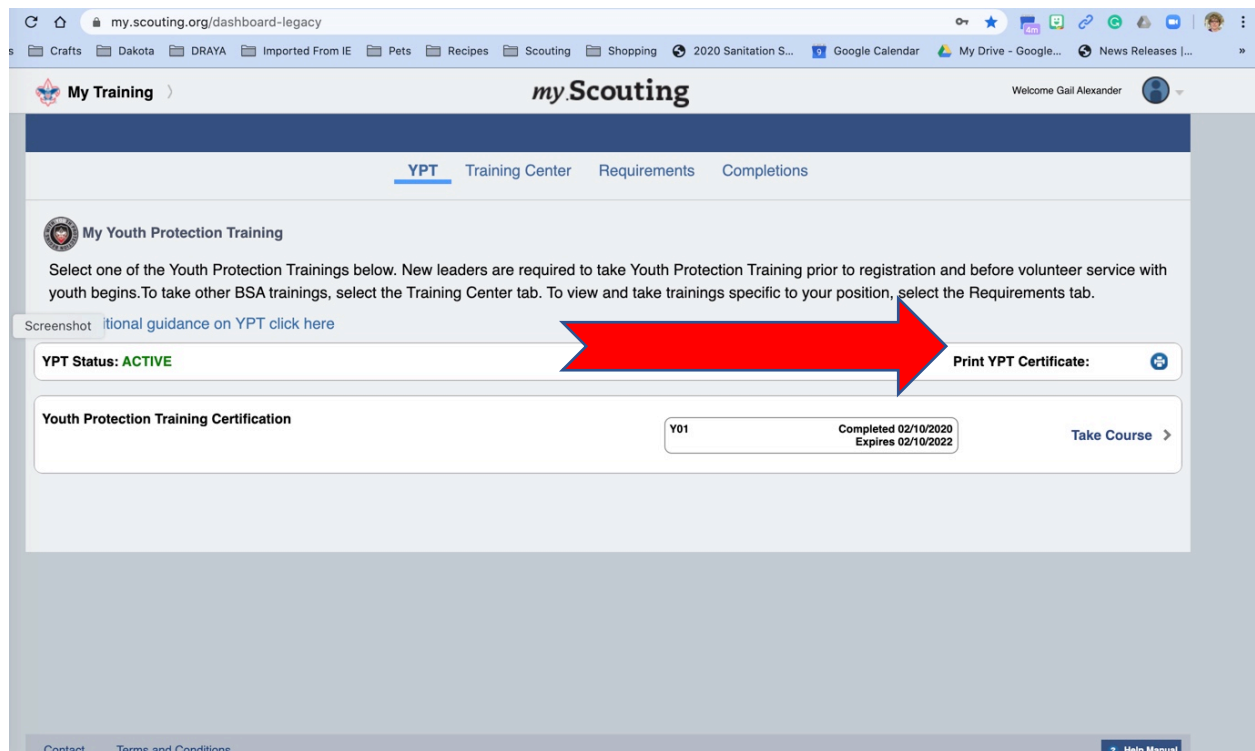 my.scouting.org/dashboard-legacy
4m
s Crafts Dakota DRAYA Imported From IE Pets Recipes Scouting Shopping 2020 Sanitation S... 9 Google Calendar My Drive - Google... News Releases |... »
My Training my.Scouting Welcome Gail Alexander
YPT Training Center Requirements Completions
My Youth Protection Training
Select one of the Youth Protection Trainings below. New leaders are required to take Youth Protection Training prior to registration and before volunteer service with
youth begins.To take other BSA trainings, select the Training Center tab. To view and take trainings specific to your position, select the Requirements tab.
Screenshot itional guidance on YPT click here
YPT Status: ACTIVE Print YPT Certificate:
Youth Protection Training Certification
Y01 Completed 02/10/2020
Expires 02/10/2022
Take Course
Contact Terms and Conditions ? Help Manual